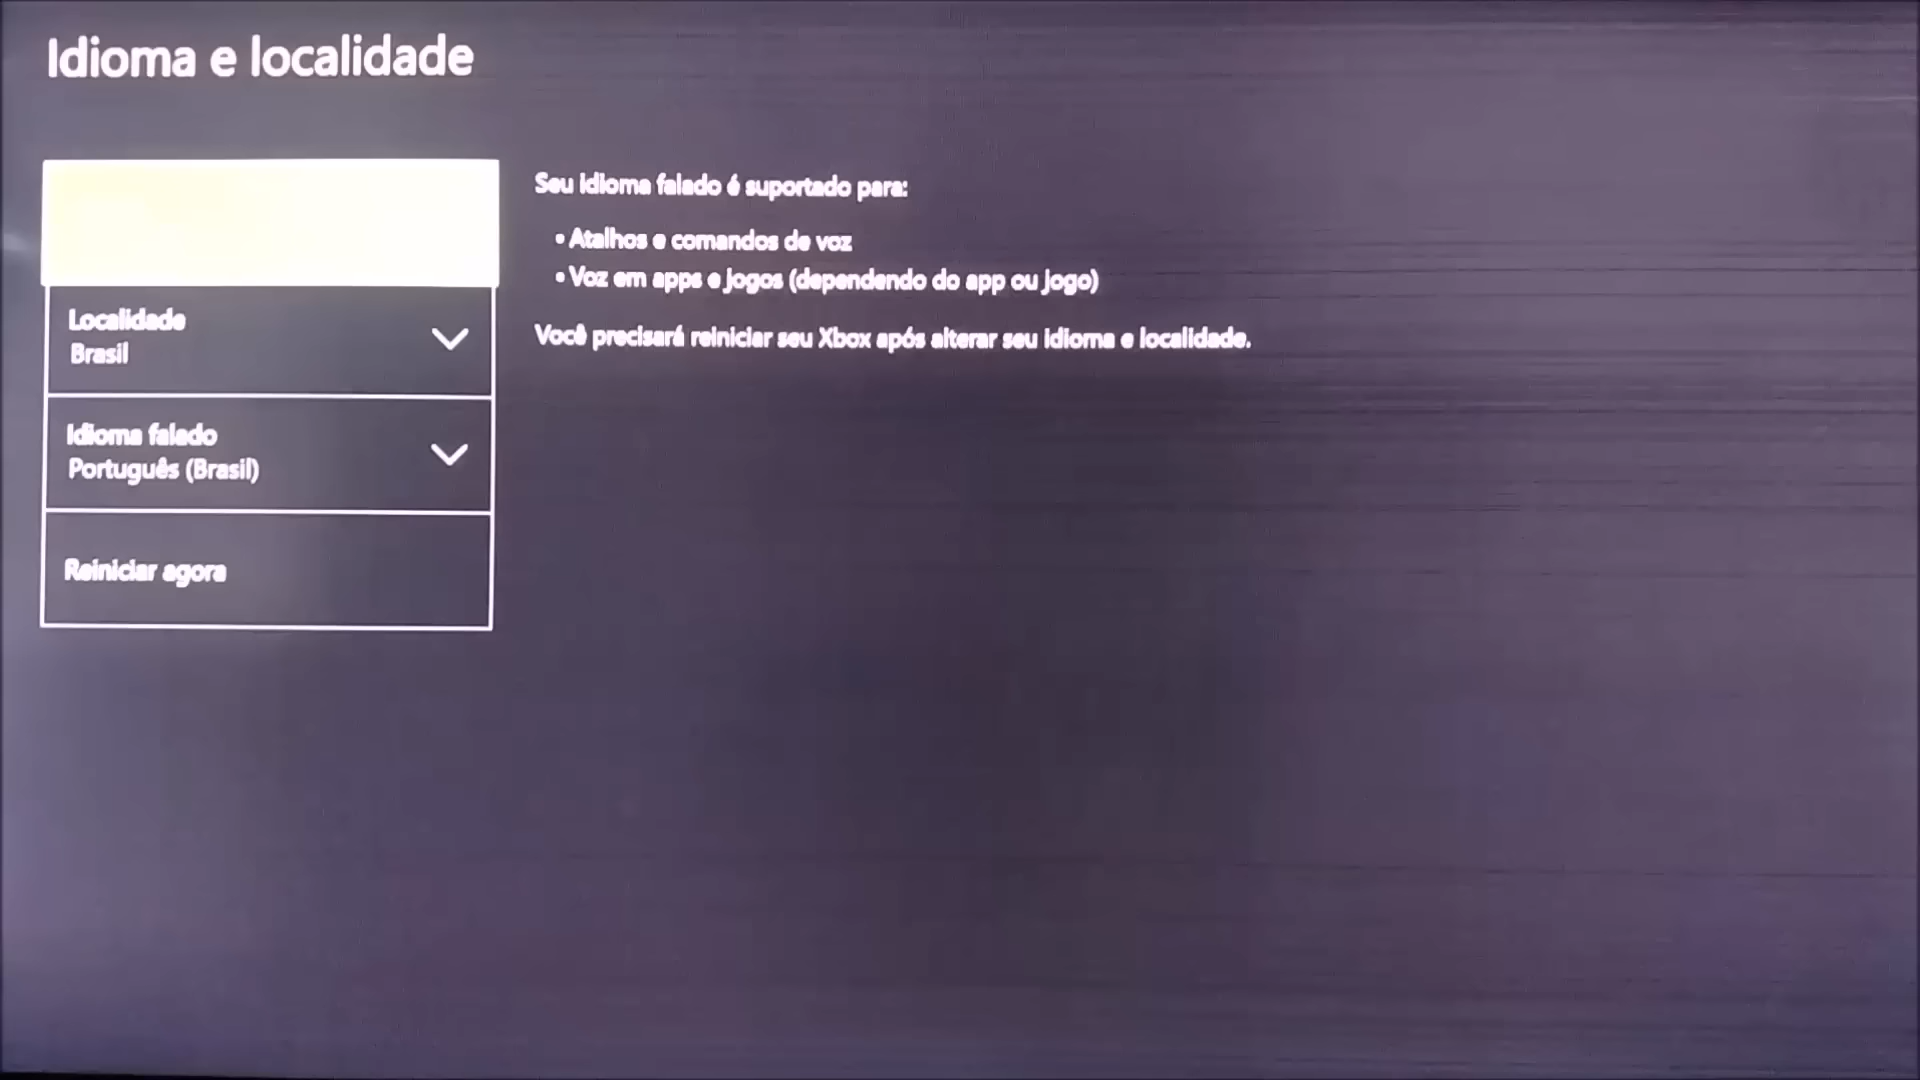 Idioma e localidade
Seu idioma falado é suportado para:
• Atalhos e comandos de voz
• Voz em apps e jogos (dependendo do app ou jogo)
Você precisará reiniciar seu Xbox após alterar seu idioma e localidade.
Localidade
Brasil
Idioma falado
Português (Brasil)
Reiniciar agora